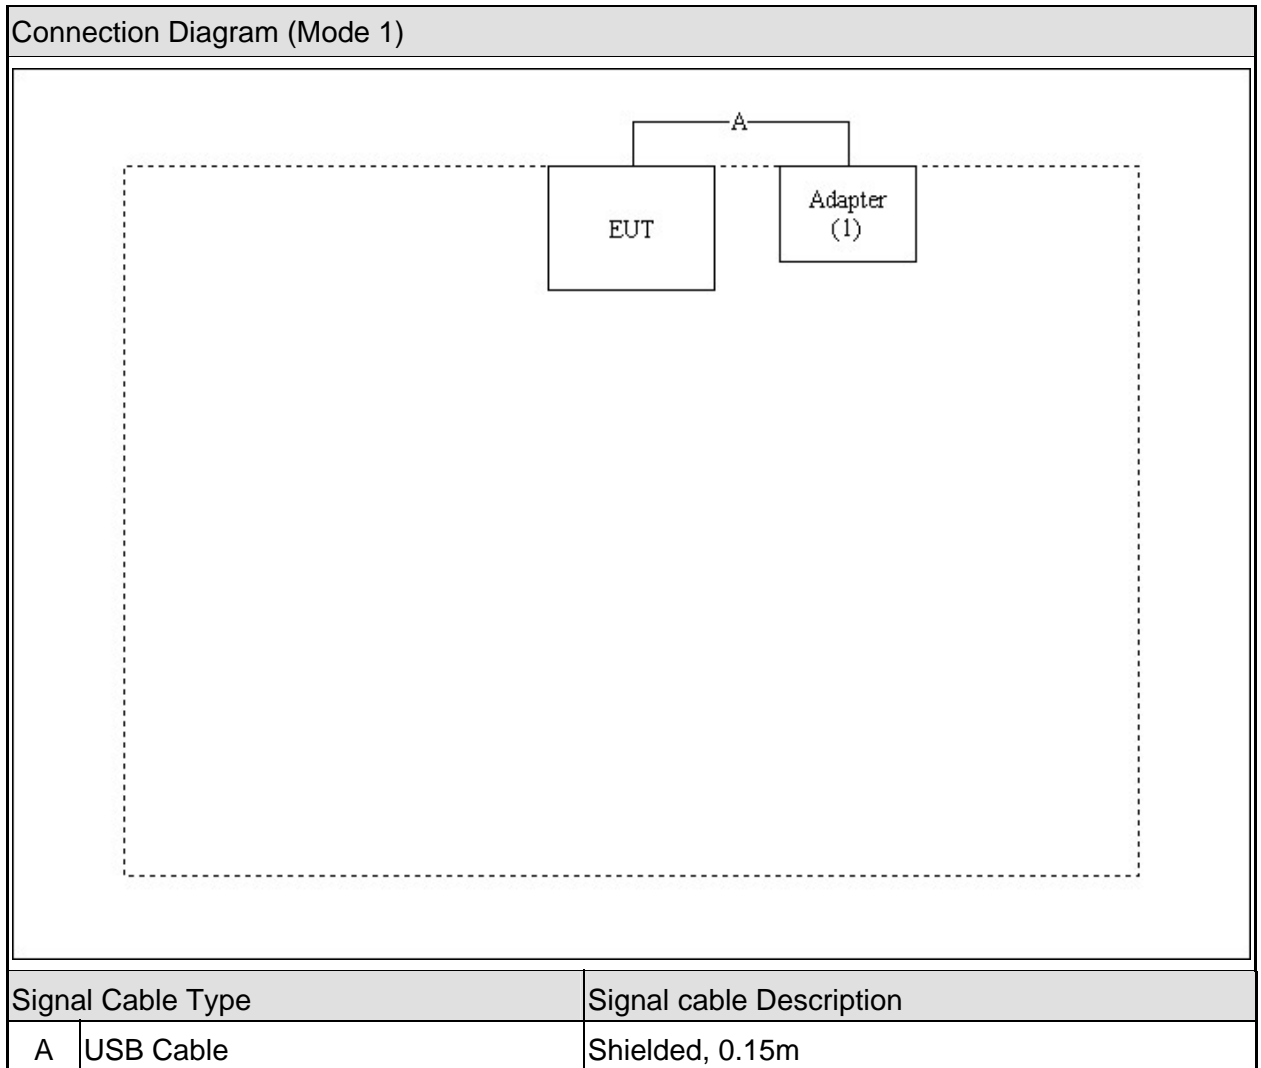 Connection Diagram (Mode 1)
A
EUT
Adapter
(1)
Signal Cable Type
Signal cable Description
A
USB Cable
Shielded, 0.15m